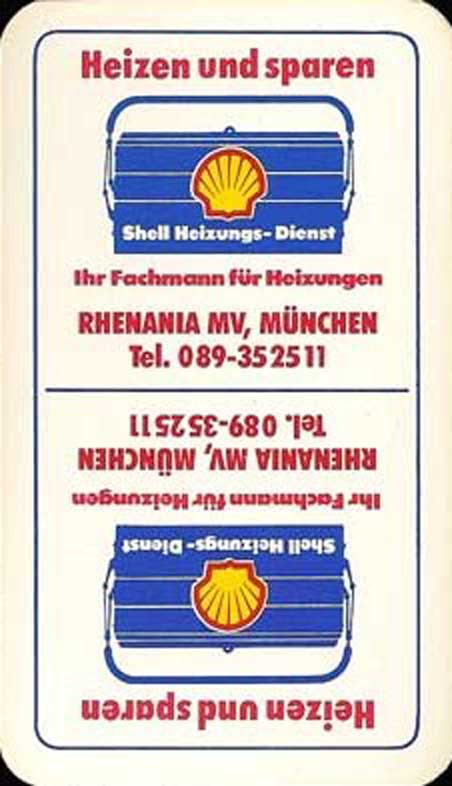 Heizen und sparen
Shell Heizungs-Dienst
Ihr Fachmann für Heizungen
RHENANIA MV, MÜNCHEN
Tel. 089-352511
Tel. 089-352511
RHENANIA MV, MÜNCHEN
Ihr Fachmann für Heizungen
Shell Heizungs-Dienst
Heizen und sparen